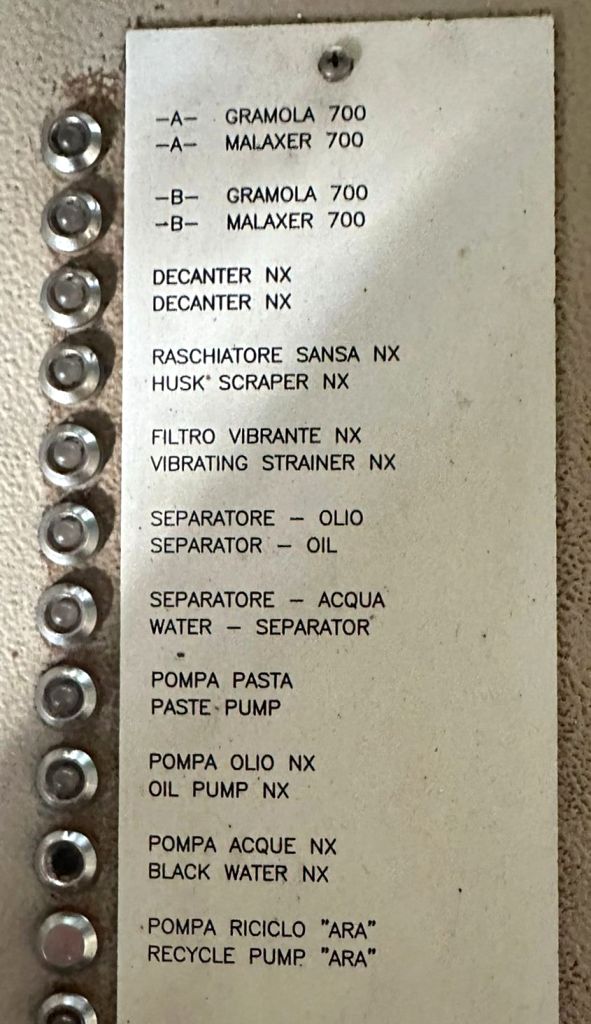 -A- GRAMOLA 700
-A- MALAXER 700
-B- GRAMOLA 700
-B- MALAXER 700
DECANTER NX
DECANTER NX
RASCHIATORE SANSA NX
HUSK SCRAPER NX
FILTRO VIBRANTE NX
VIBRATING STRAINER NX
SEPARATORE - OLIO
SEPARATOR - OIL
SEPARATORE - ACQUA
WATER - SEPARATOR
POMPA PASTA
PASTE PUMP
POMPA OLIO NX
OIL PUMP NX
POMPA ACQUE NX
BLACK WATER NX
POMPA RICICLO "ARA"
RECYCLE PUMP "ARA"